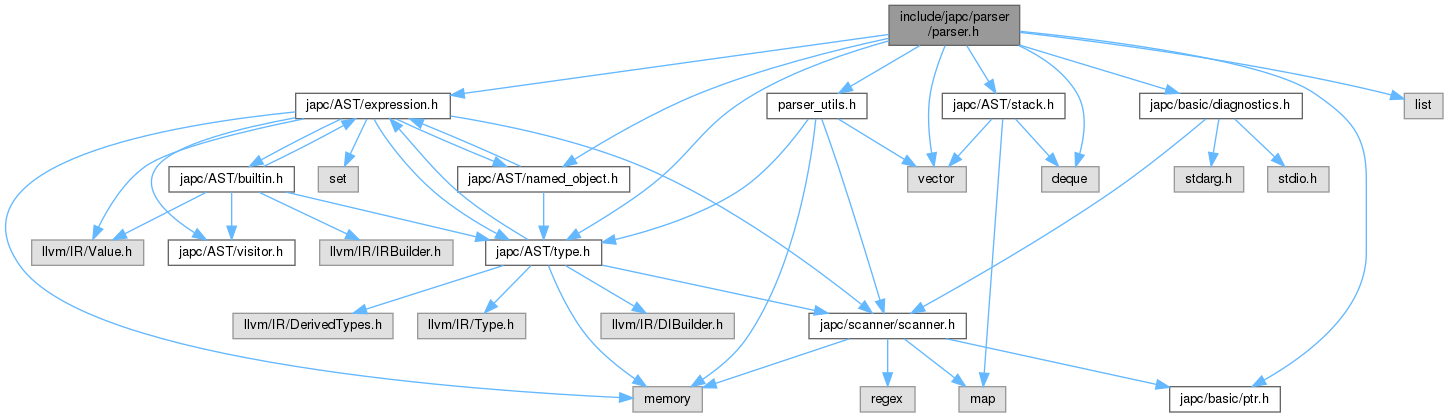 include/japc/parser
/parser.h
japc/AST/expression.h
parser_utils.h
japc/AST/stack.h
japc/basic/diagnostics.h
list
japc/AST/builtin.h
set
japc/AST/named_object.h
vector
deque
stdarg.h
stdio.h
llvm/IR/Value.h
japc/AST/visitor.h
llvm/IR/IRBuilder.h
japc/AST/type.h
llvm/IR/DerivedTypes.h
llvm/IR/Type.h
llvm/IR/DIBuilder.h
japc/scanner/scanner.h
memory
regex
map
japc/basic/ptr.h